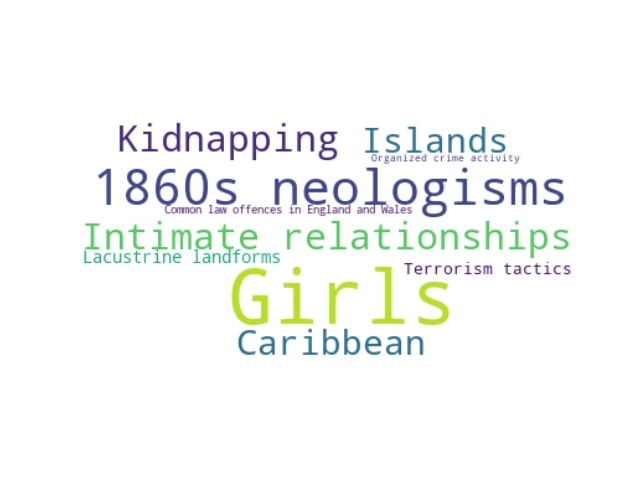 Kidnapping
Islands
Organized crime activity
1860s neologisms
Common law offences in England and Wales
Intimate relationships
Lacustrine landforms
Terrorism tactics
Girls
Caribbean